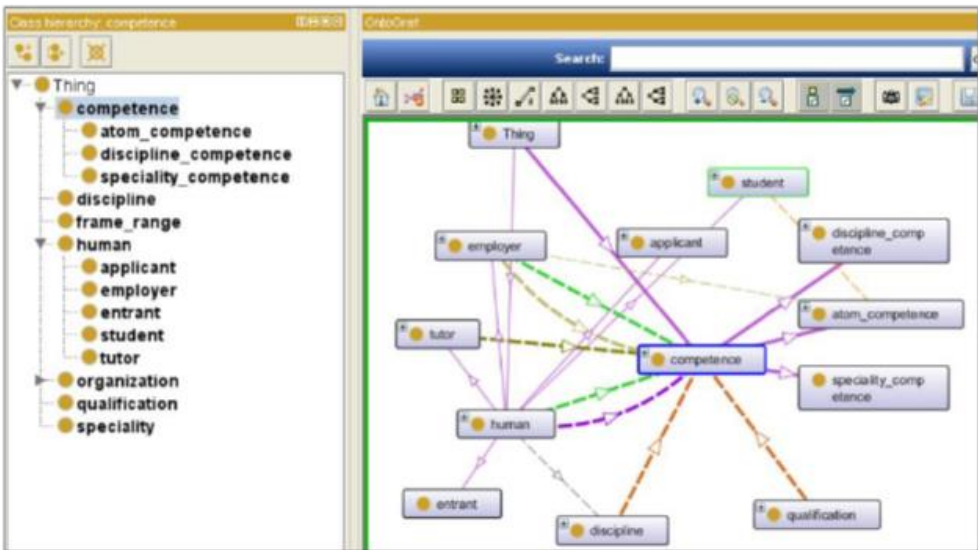 Class hierarchy: competence
Thing
competence
atom_competence
discipline_competence
speciality_competence
discipline
frame_range
human
applicant
employer
entrant
student
tutor
organization
qualification
speciality
OntoGraf
Search:
Thing
student
employer
applicant
discipline_comp
etence
tutor
atom_competence
competence
speciality_comp
etence
human
entrant
discipline
qualification